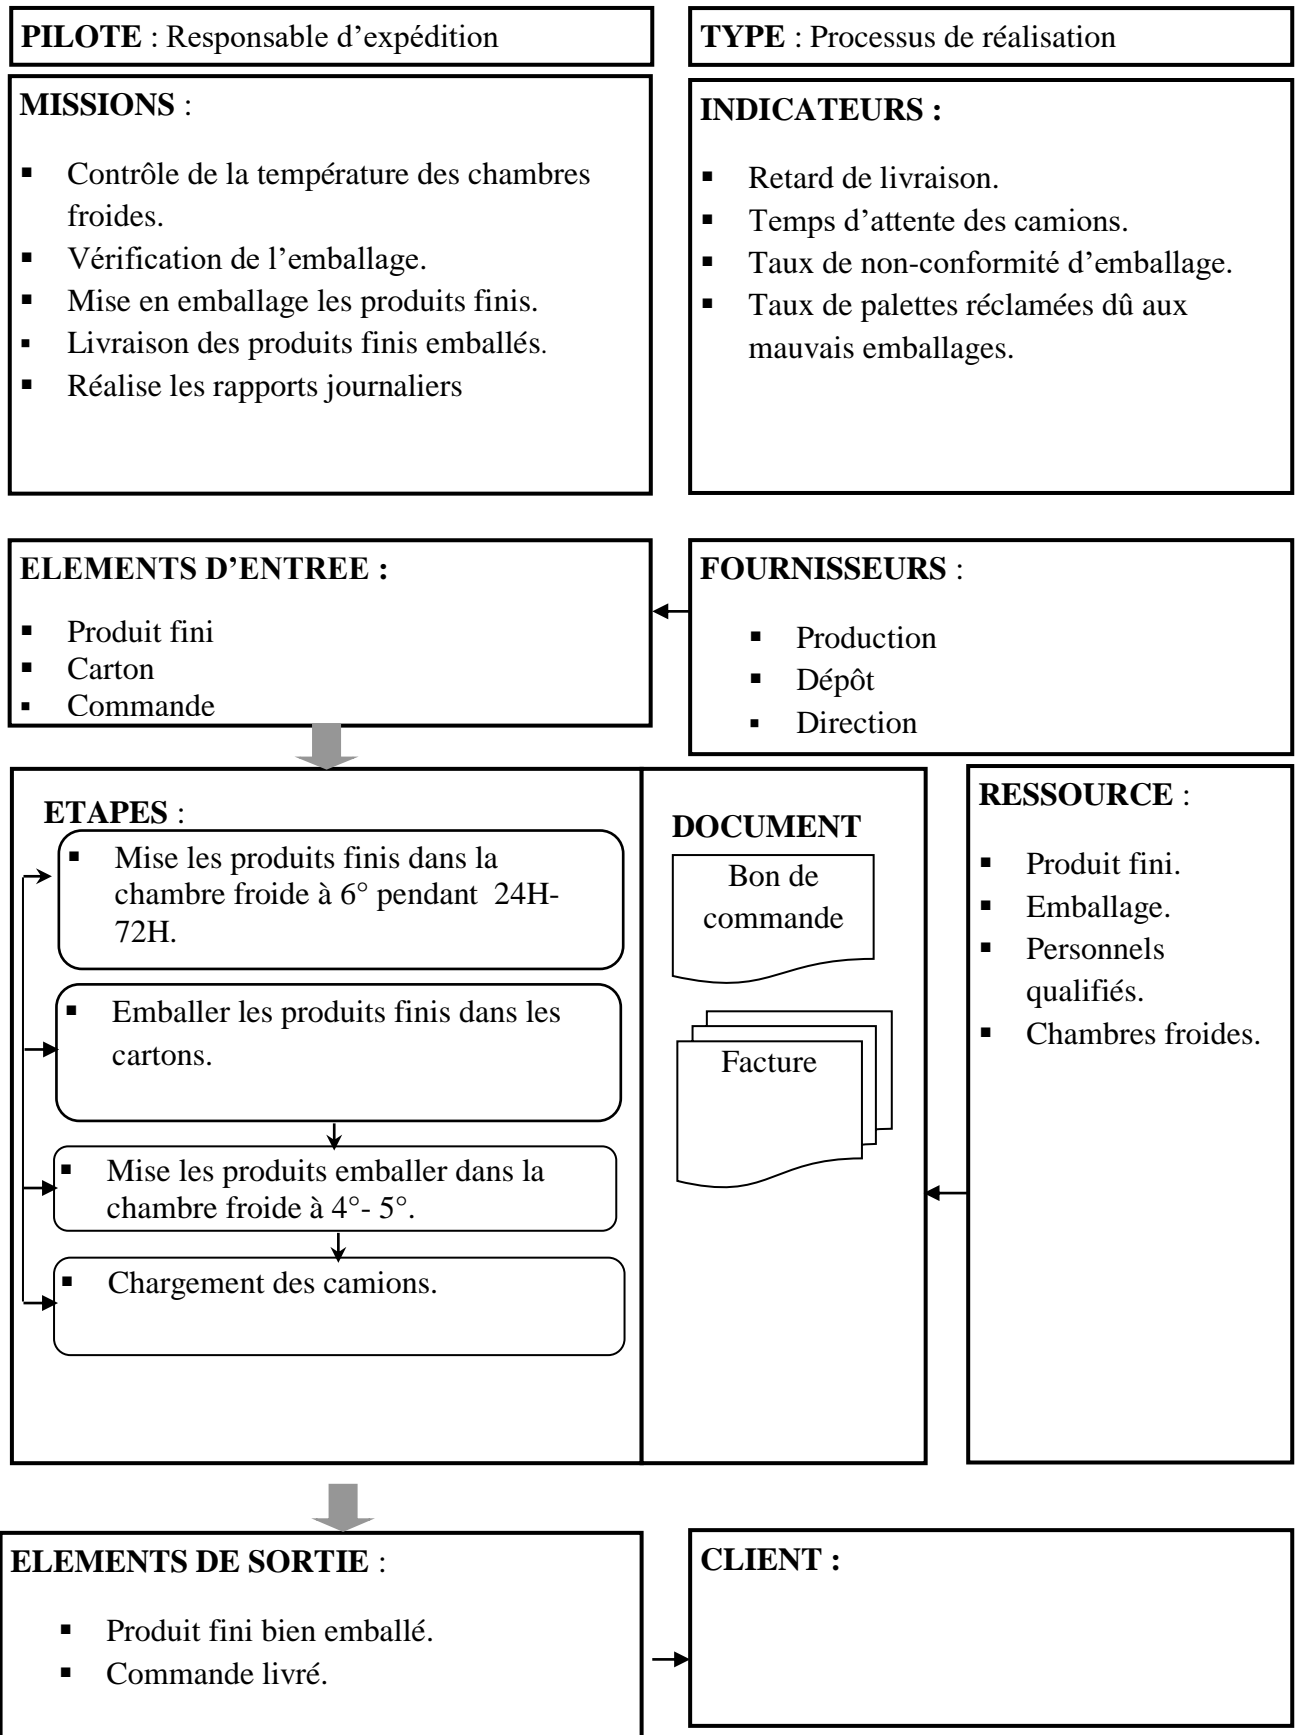 PILOTE : Responsable d’expédition
TYPE : Processus de réalisation
MISSIONS :
▪ Contrôle de la température des chambres
froides.
▪ Vérification de l’emballage.
▪ Mise en emballage les produits finis.
▪ Livraison des produits finis emballés.
▪ Réalise les rapports journaliers
INDICATEURS :
▪ Retard de livraison.
▪ Temps d’attente des camions.
▪ Taux de non-conformité d’emballage.
▪ Taux de palettes réclamées dû aux
mauvais emballages.
ELEMENTS D’ENTREE :
▪ Produit fini
▪ Carton
▪ Commande
FOURNISSEURS :
▪ Production
▪ Dépôt
▪ Direction
ETAPES :
▪ Mise les produits finis dans la
chambre froide à 6° pendant 24H-
72H.
▪ Emballer les produits finis dans les
cartons.
▪ Mise les produits emballer dans la
chambre froide à 4°- 5°.
▪ Chargement des camions.
DOCUMENT
Bon de
commande
Facture
RESSOURCE :
▪ Produit fini.
▪ Emballage.
▪ Personnels
qualifiés.
▪ Chambres froides.
ELEMENTS DE SORTIE :
▪ Produit fini bien emballé.
▪ Commande livré.
CLIENT :